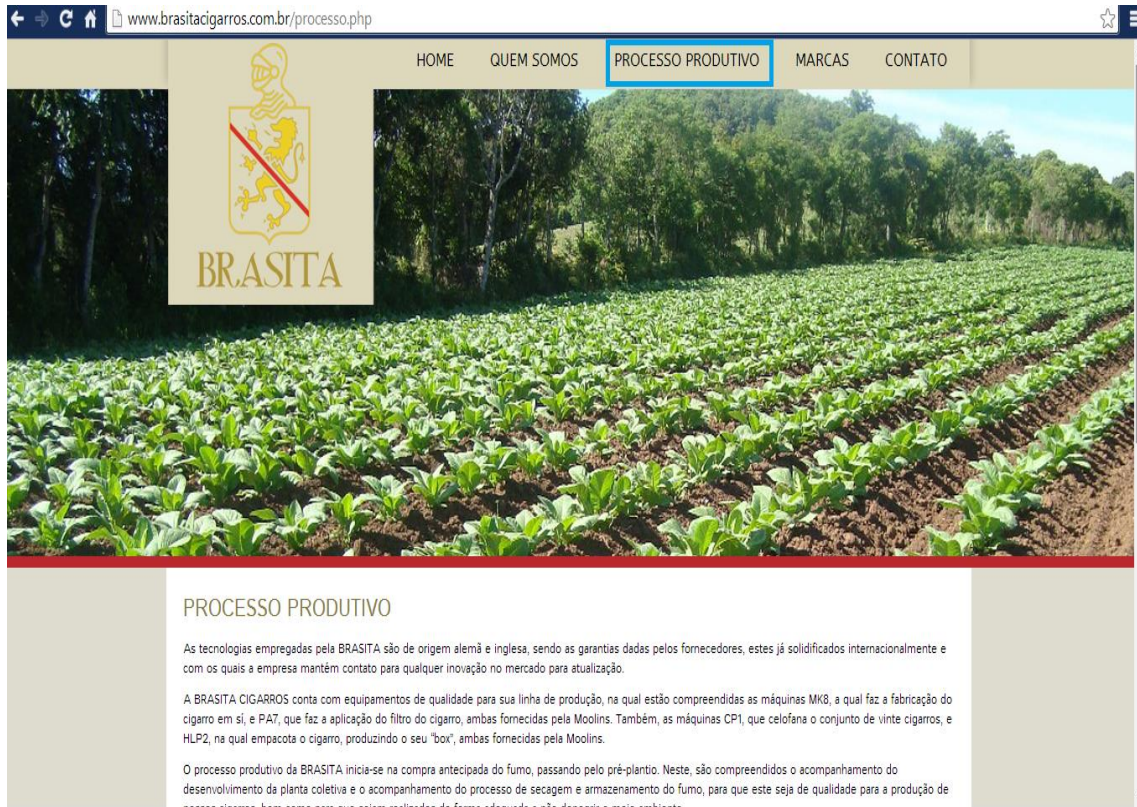 www.brasitacigarros.com.br/processo.php
HOME QUEM SOMOS PROCESSO PRODUTIVO MARCAS CONTATO
BRASITA
PROCESSO PRODUTIVO
As tecnologias empregadas pela BRASITA são de origem alemã e inglesa, sendo as garantias dadas pelos fornecedores, estes já solidificados internacionalmente e
com os quais a empresa mantém contato para qualquer inovação no mercado para atualização.
A BRASITA CIGARROS conta com equipamentos de qualidade para sua linha de produção, na qual estão compreendidas as máquinas MK8, a qual faz a fabricação do
cigarro em sí, e PA7, que faz a aplicação do filtro do cigarro, ambas fornecidas pela Moolins. Também, as máquinas CP1, que celofana o conjunto de vinte cigarros, e
HLP2, na qual empacota o cigarro, produzindo o seu "box", ambas fornecidas pela Moolins.
O processo produtivo da BRASITA inicia-se na compra antecipada do fumo, passando pelo pré-plantio. Neste, são compreendidos o acompanhamento do
desenvolvimento da planta coletiva e o acompanhamento do processo de secagem e armazenamento do fumo, para que este seja de qualidade para a produção de